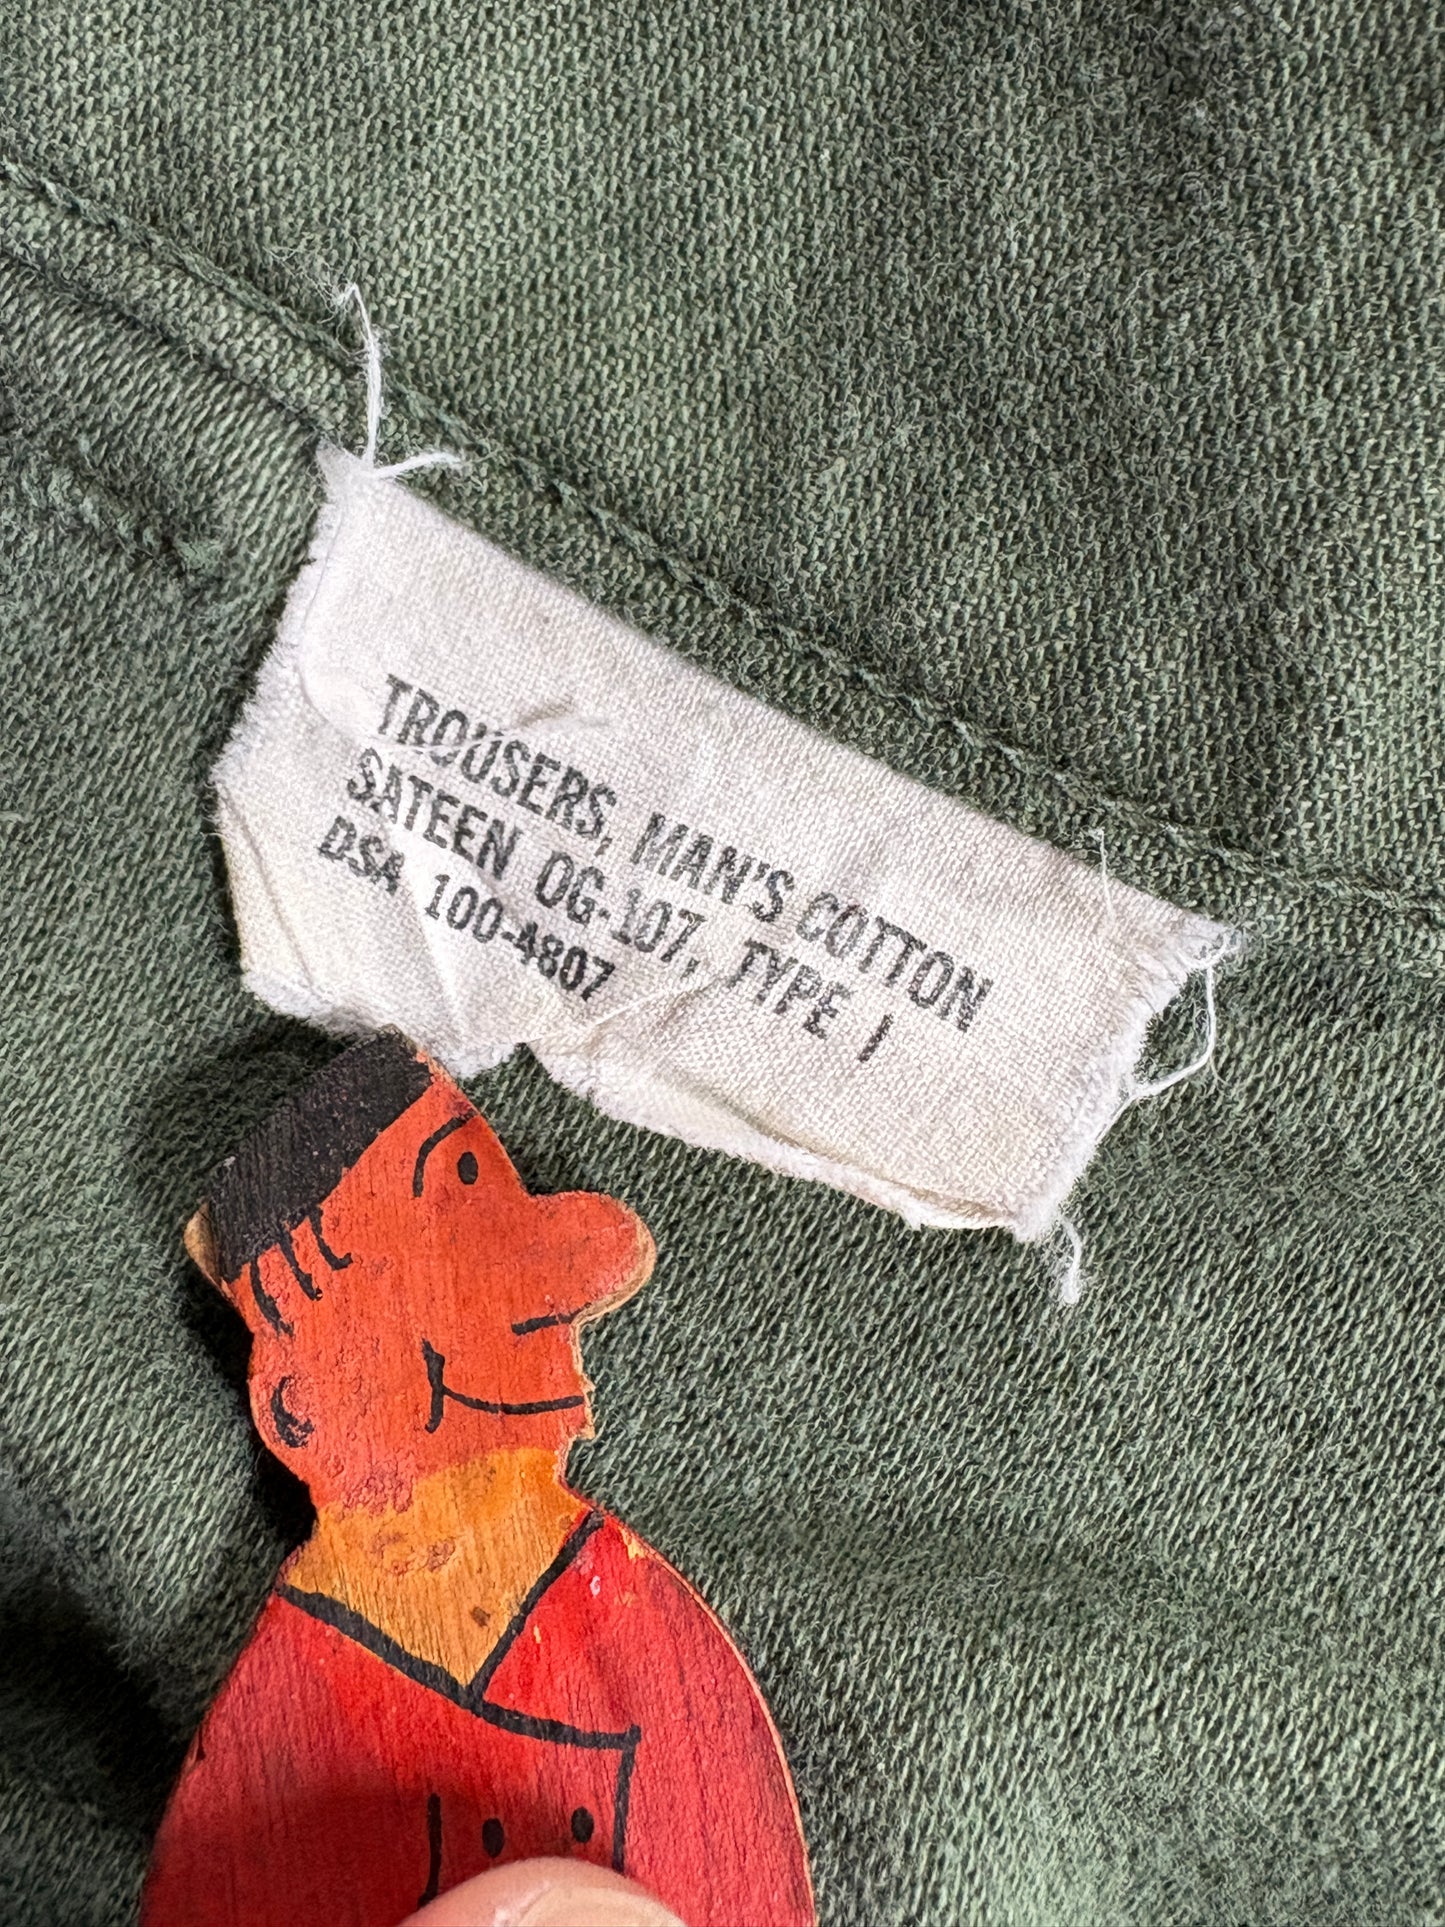 TROUSERS, MAN'S COTTON
SATEEN OG-107, TYPE I
DSA 100-4807